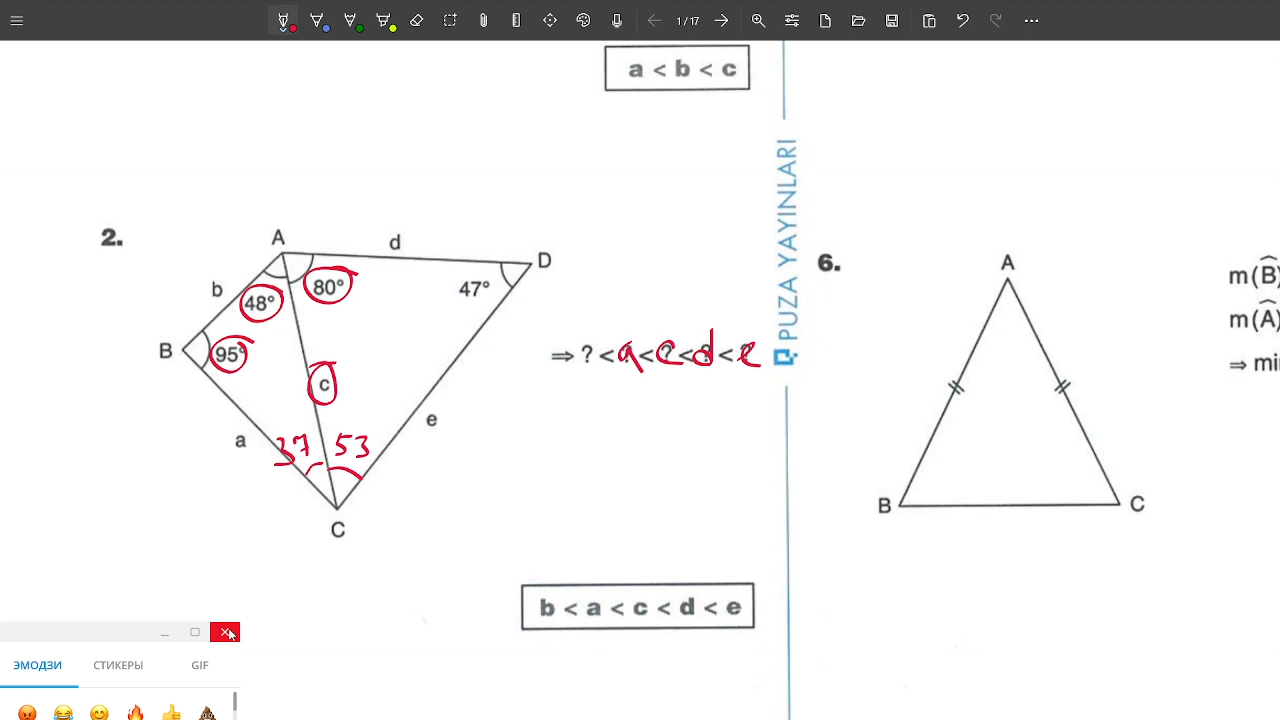 1/17
a < b < c
PUZA YAYINLARI
2.
A
d
D
b
48°
80°
47°
B
95°
c
⇒ ? < a < c < d < e
a
e
37
53
C
b < a < c < d < e
6.
A
m(B̂)
m(Â)
⇒ mi
B
C
ЭМОДЗИ СТИКЕРЫ GIF